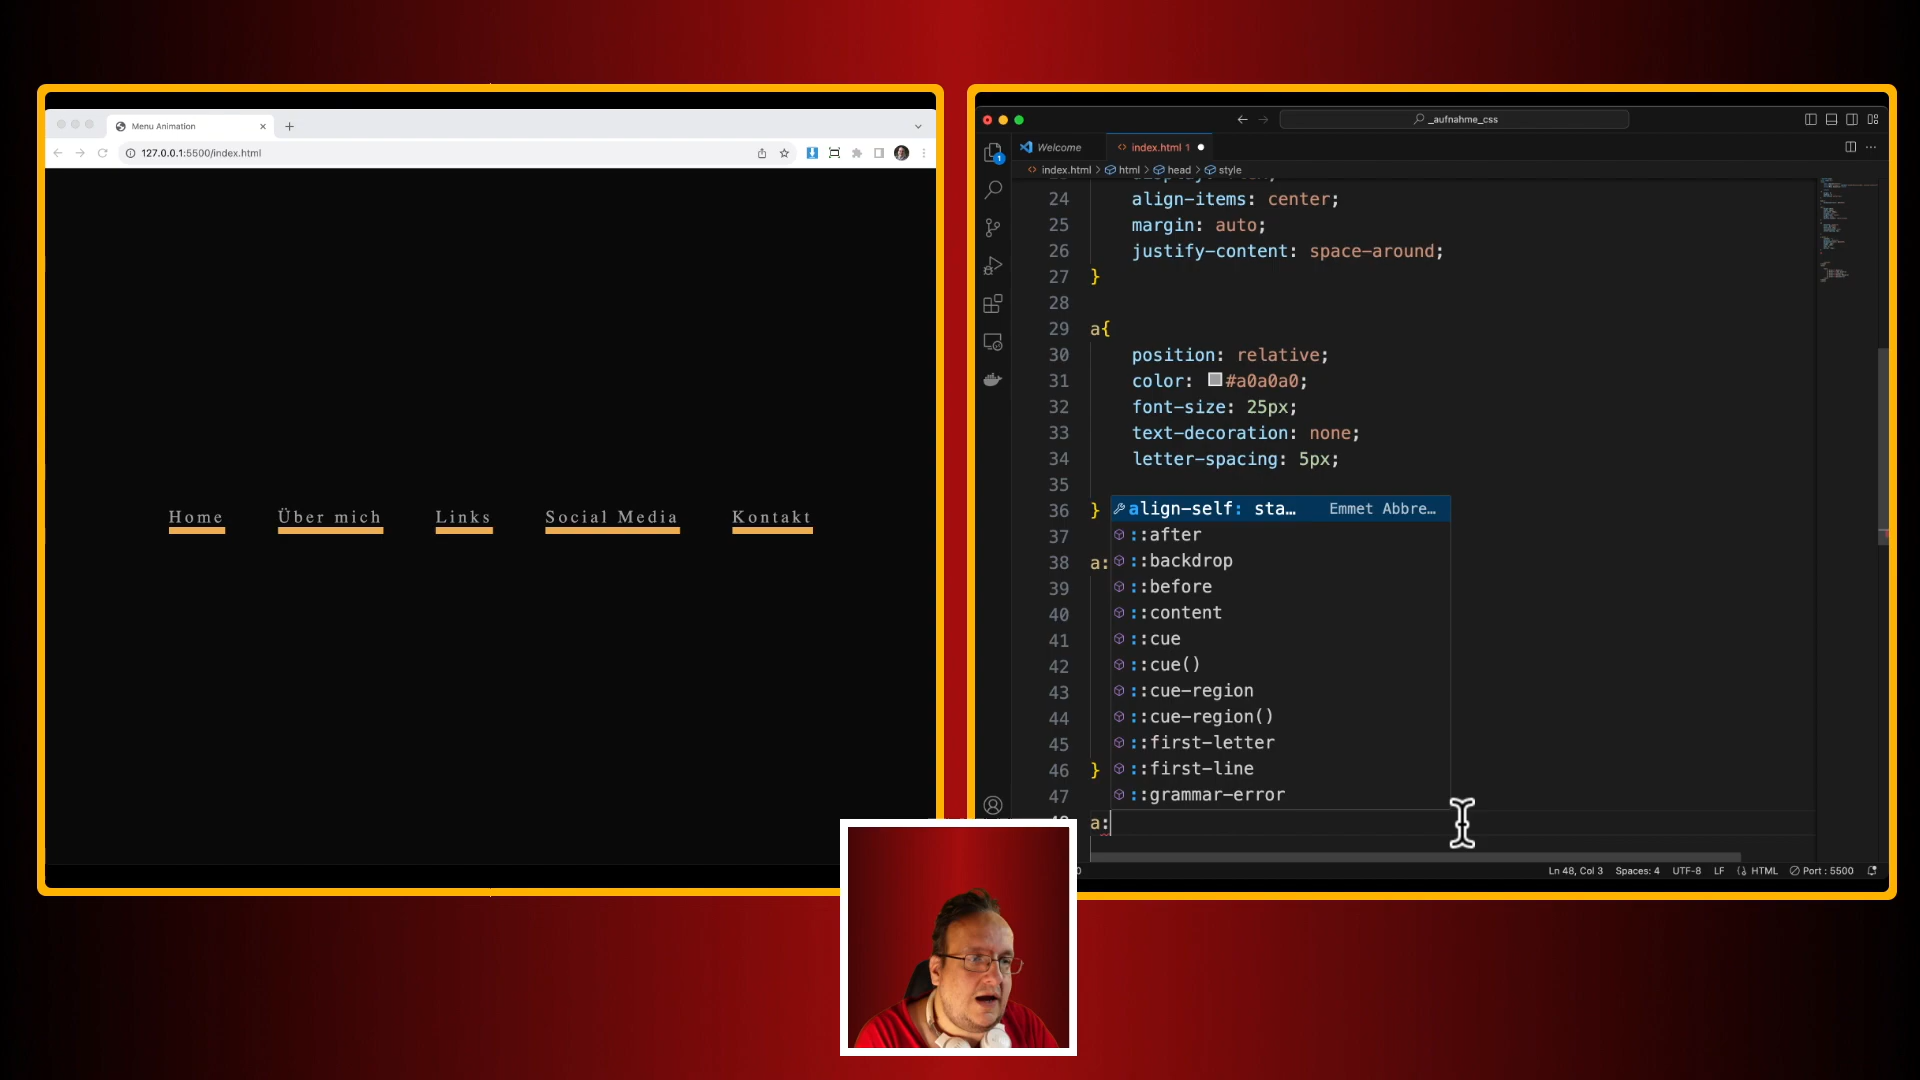 Menu Animation
127.0.0.1:5500/index.html
Home Über mich Links Social Media Kontakt
_aufnahme_css
1
Welcome
index.html 1
index.html > html > head > style
24 align-items: center;
25 margin: auto;
26 justify-content: space-around;
27 }
28
29 a{
30 position: relative;
31 color: #a0a0a0;
32 font-size: 25px;
33 text-decoration: none;
34 letter-spacing: 5px;
35
36 }
37
38 a:
39
40
41
42
43
44
45
46 }
47
a:
align-self: sta… Emmet Abbre…
::after
::backdrop
::before
::content
::cue
::cue()
::cue-region
::cue-region()
::first-letter
::first-line
::grammar-error
Ln 48, Col 3 Spaces: 4 UTF-8 LF HTML Port : 5500